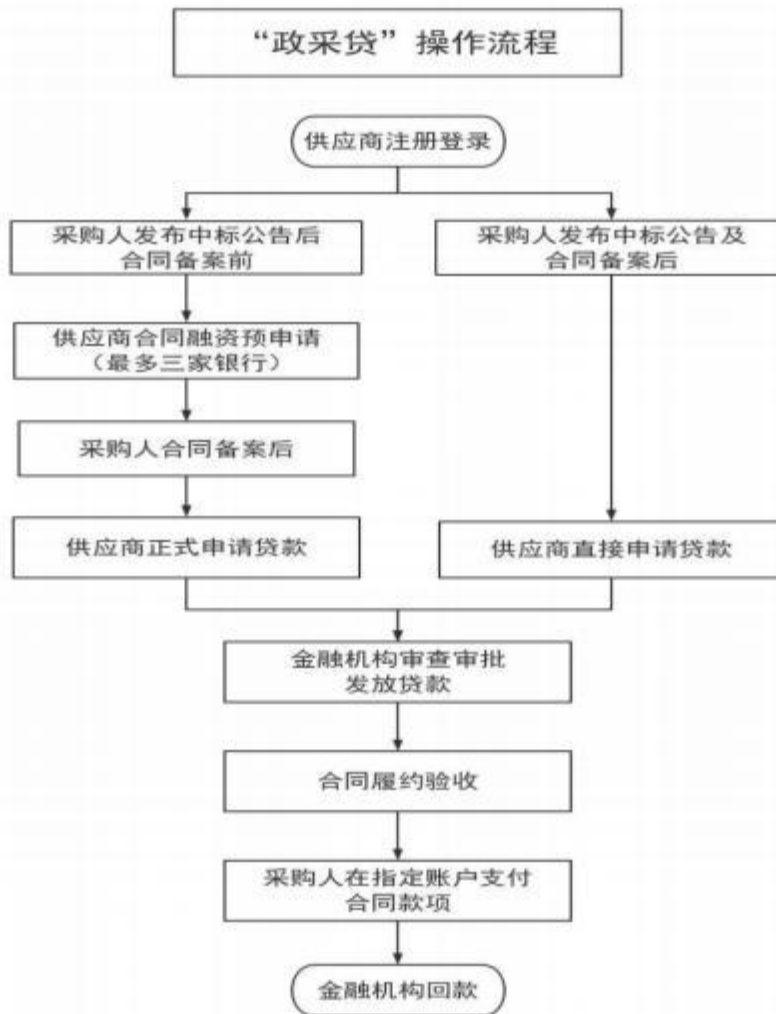 “政采贷”操作流程
供应商注册登录
采购人发布中标公告后
合同备案前
采购人发布中标公告及
合同备案后
供应商合同融资预申请
（最多三家银行）
采购人合同备案后
供应商正式申请贷款
供应商直接申请贷款
金融机构审查审批
发放贷款
合同履约验收
采购人在指定账户支付
合同款项
金融机构回款